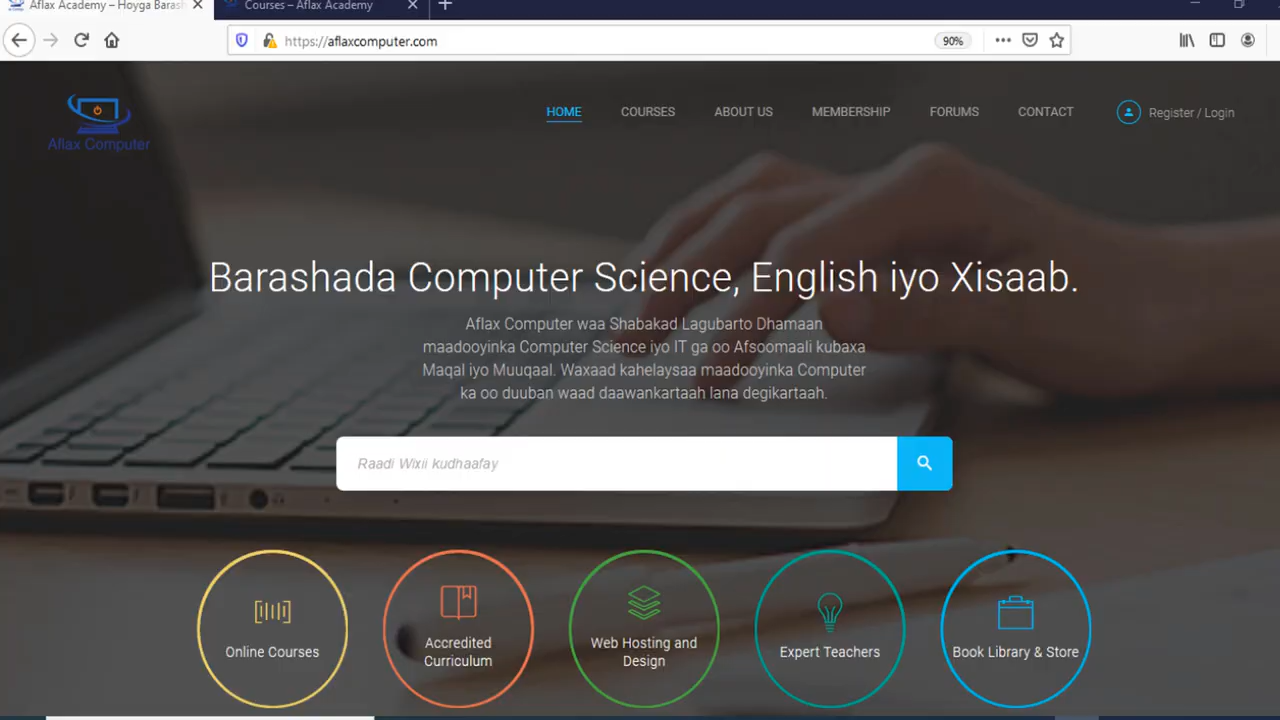 Aflax Academy – Hoyga Barash
Courses – Aflax Academy
https://aflaxcomputer.com
90%
Aflax Computer
HOME
COURSES
ABOUT US
MEMBERSHIP
FORUMS
CONTACT
Register / Login
Barashada Computer Science, English iyo Xisaab.
Aflax Computer waa Shabakad Lagubarto Dhamaan
maadooyinka Computer Science iyo IT ga oo Afsoomaali kubaxa
Maqal iyo Muuqaal. Waxaad kahelaysaa maadooyinka Computer
ka oo duuban waad daawankartaah lana degikartaah.
Raadi Wixii kudhaafay
Online Courses
Accredited
Curriculum
Web Hosting and
Design
Expert Teachers
Book Library & Store